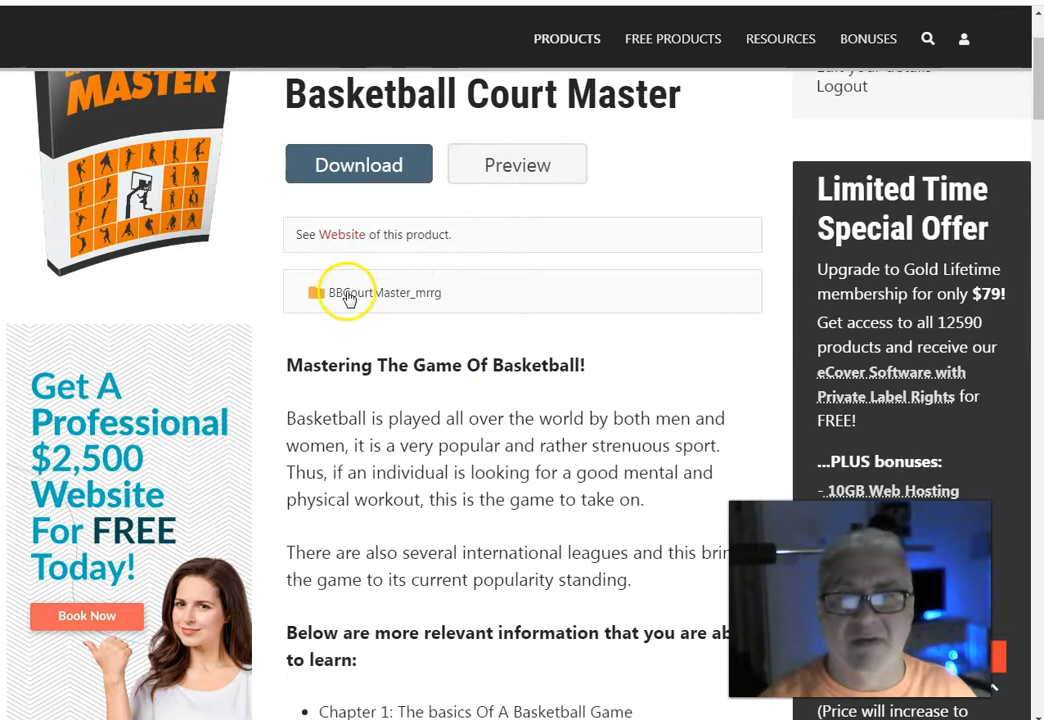 PRODUCTS FREE PRODUCTS RESOURCES BONUSES
MASTER
Basketball Court Master
Logout
Download Preview
See Website of this product.
BBCourtMaster_mrrg
Mastering The Game Of Basketball!
Basketball is played all over the world by both men and
women, it is a very popular and rather strenuous sport.
Thus, if an individual is looking for a good mental and
physical workout, this is the game to take on.
There are also several international leagues and this brin
the game to its current popularity standing.
Below are more relevant information that you are ab
to learn:
• Chapter 1: The basics Of A Basketball Game
Get A
Professional
$2,500
Website
For FREE
Today!
Book Now
Limited Time
Special Offer
Upgrade to Gold Lifetime
membership for only $79!
Get access to all 12590
products and receive our
eCover Software with
Private Label Rights for
FREE!
...PLUS bonuses:
- 10GB Web Hosting
(Price will increase to